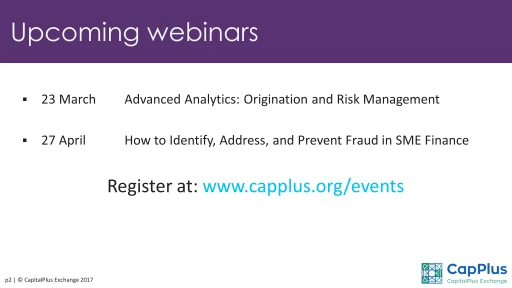 Upcoming webinars
▪ 23 March Advanced Analytics: Origination and Risk Management
▪ 27 April How to Identify, Address, and Prevent Fraud in SME Finance
Register at: www.capplus.org/events
CapPlus
CapitalPlus Exchange
p2 | © CapitalPlus Exchange 2017